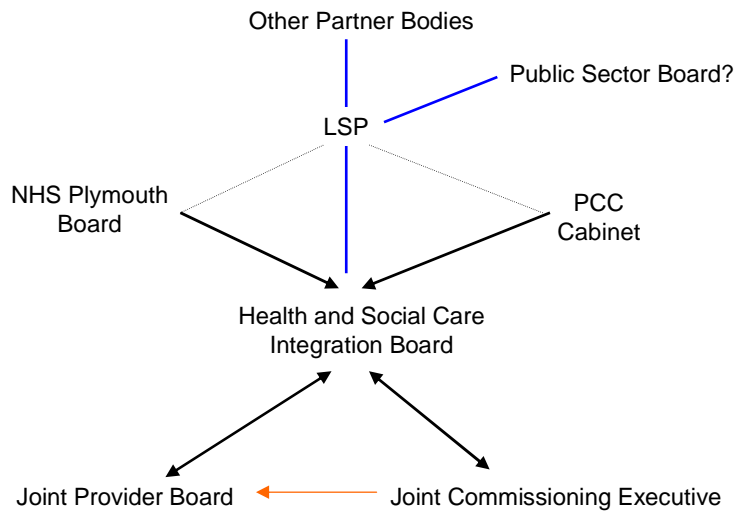 Other Partner Bodies
Public Sector Board?
LSP
NHS Plymouth
Board
PCC
Cabinet
Health and Social Care
Integration Board
Joint Provider Board
Joint Commissioning Executive